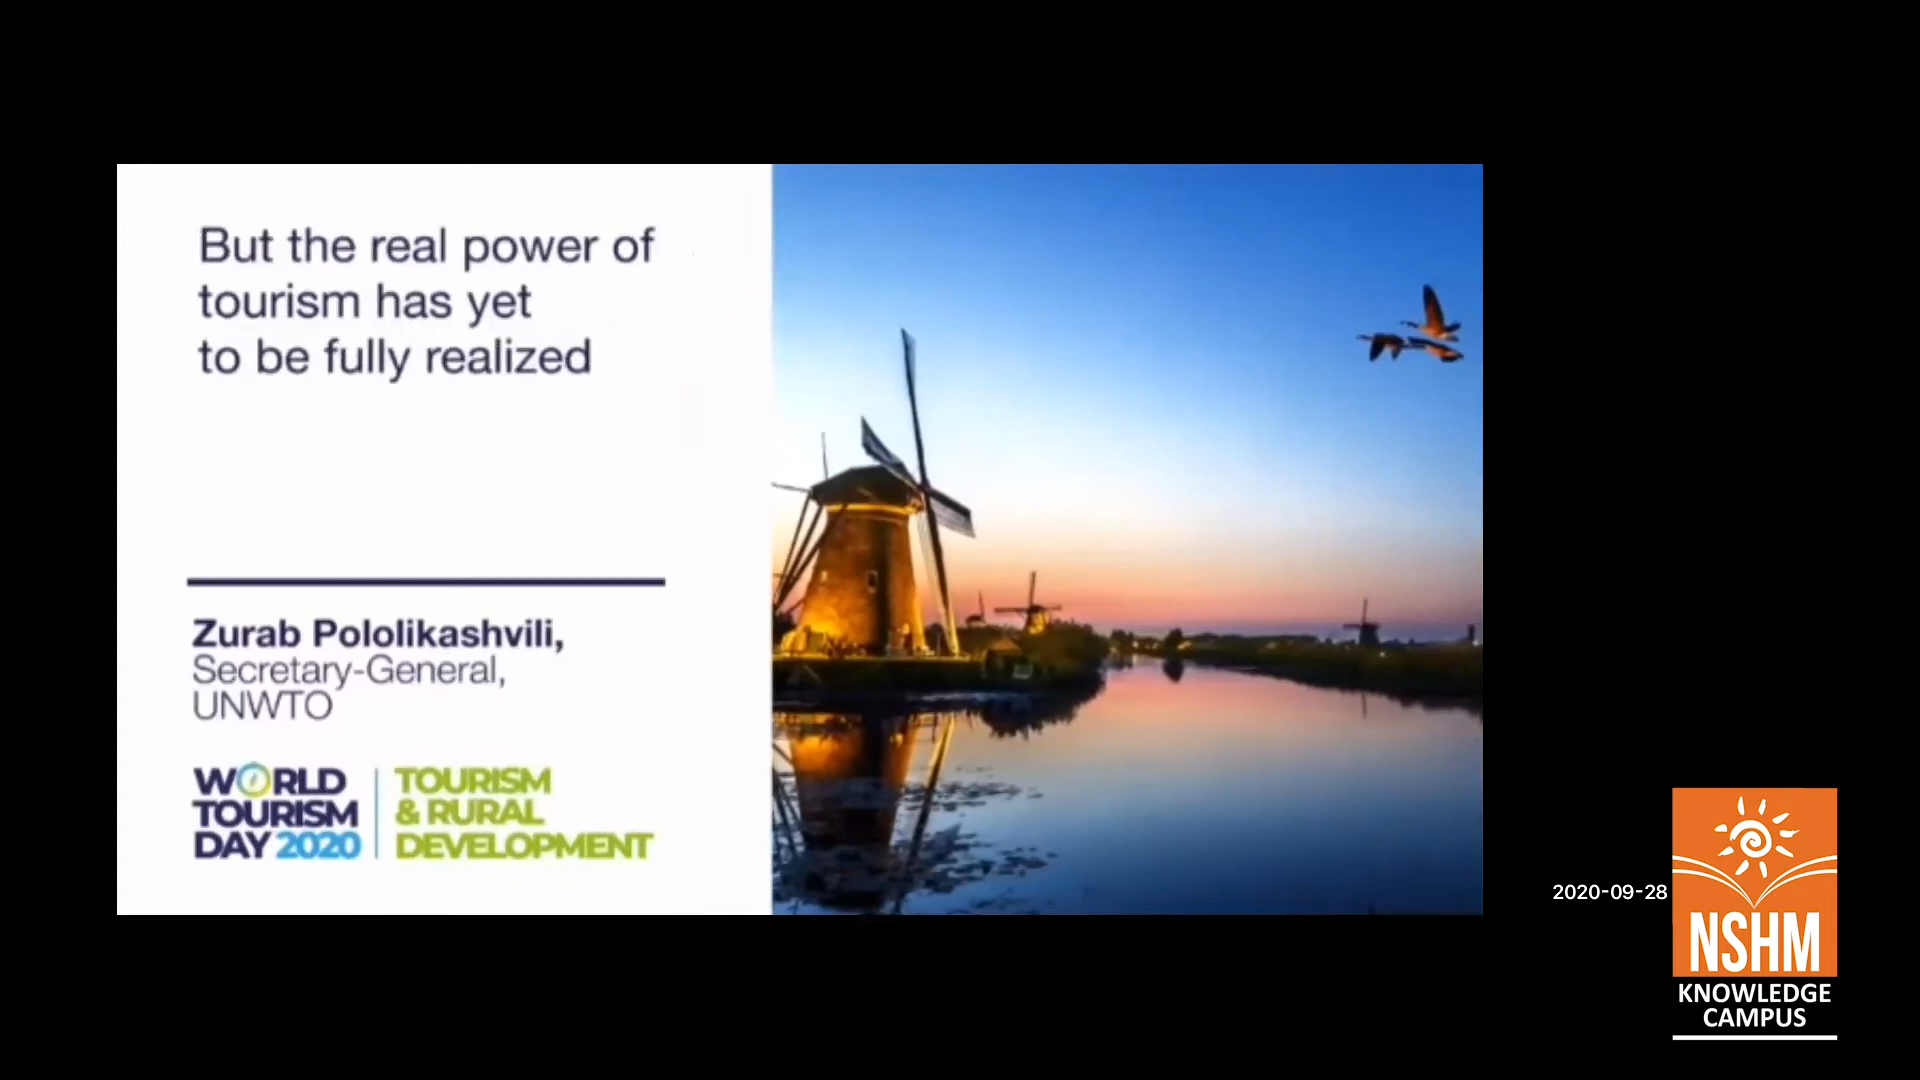 But the real power of
tourism has yet
to be fully realized
Zurab Pololikashvili,
Secretary-General,
UNWTO
WORLD
TOURISM
DAY 2020
TOURISM
& RURAL
DEVELOPMENT
2020-09-28
NSHM
KNOWLEDGE
CAMPUS